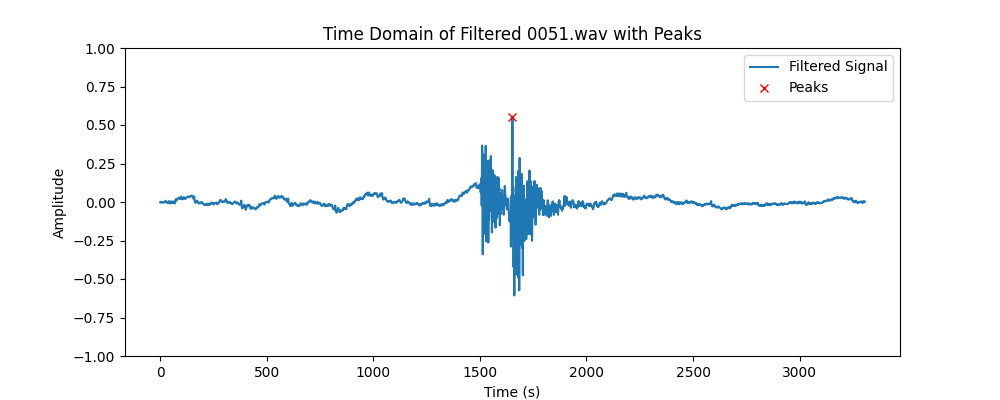 Time Domain of Filtered 0051.wav with Peaks
1.00
0.75
0.50
0.25
0.00
−0.25
−0.50
−0.75
−1.00
Amplitude
Filtered Signal
Peaks
0 500 1000 1500 2000 2500 3000
Time (s)